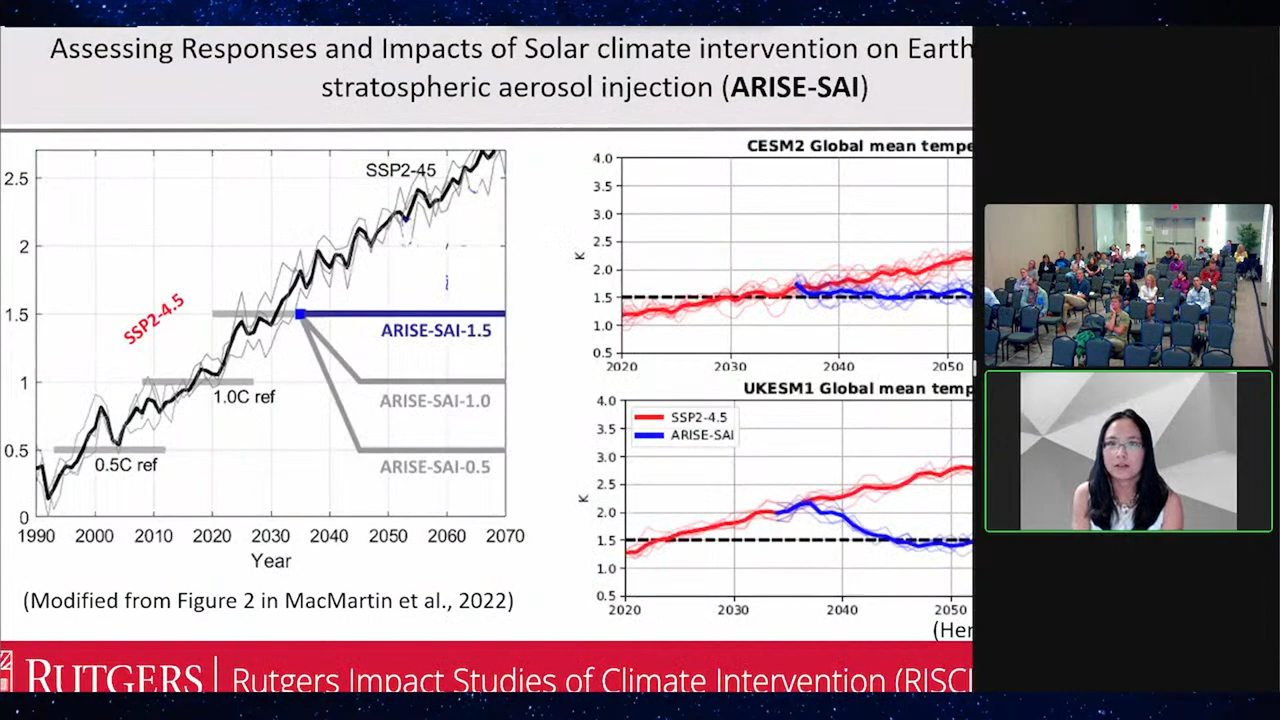 Assessing Responses and Impacts of Solar climate intervention on Earth
stratospheric aerosol injection (ARISE-SAI)
2.5
2
1.5
1
0.5
0
SSP2-45
SSP2-4.5
ARISE-SAI-1.5
1.0C ref
ARISE-SAI-1.0
0.5C ref
ARISE-SAI-0.5
1990 2000 2010 2020 2030 2040 2050 2060 2070
Year
(Modified from Figure 2 in MacMartin et al., 2022)
CESM2 Global mean tempe
4.0
3.5
3.0
2.5
2.0
1.5
1.0
0.5
K
2020 2030 2040 2050
UKESM1 Global mean temp
4.0
3.5
3.0
2.5
2.0
1.5
1.0
0.5
K
SSP2-4.5
ARISE-SAI
2020 2030 2040 2050
(Her
RUTGERS Rutgers Impact Studies of Climate Intervention (RISCI